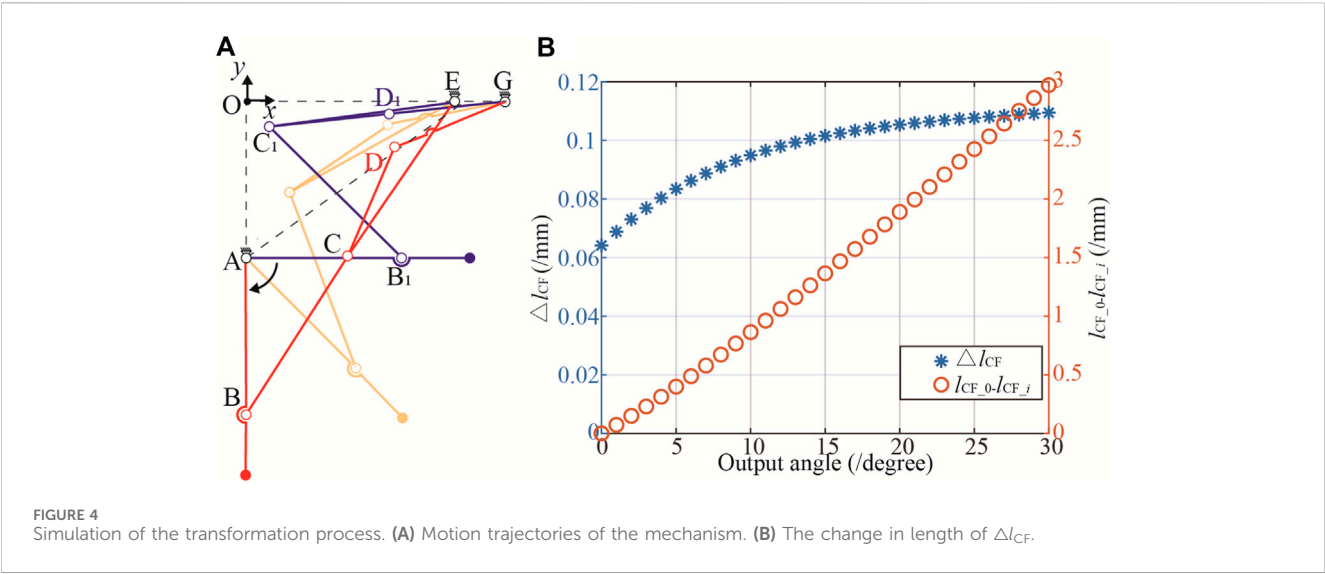 A
B
y
O
x
E
G
D1
C1
D
A
C
B1
B
0.12
0.1
0.08
0.06
0.04
0.02
0
△lCF (/mm)
3
2.5
2
1.5
1
0.5
0
lCF_0-lCF_i (/mm)
△lCF
lCF_0-lCF_i
0 5 10 15 20 25 30
Output angle (/degree)
FIGURE 4
Simulation of the transformation process. (A) Motion trajectories of the mechanism. (B) The change in length of △lCF.